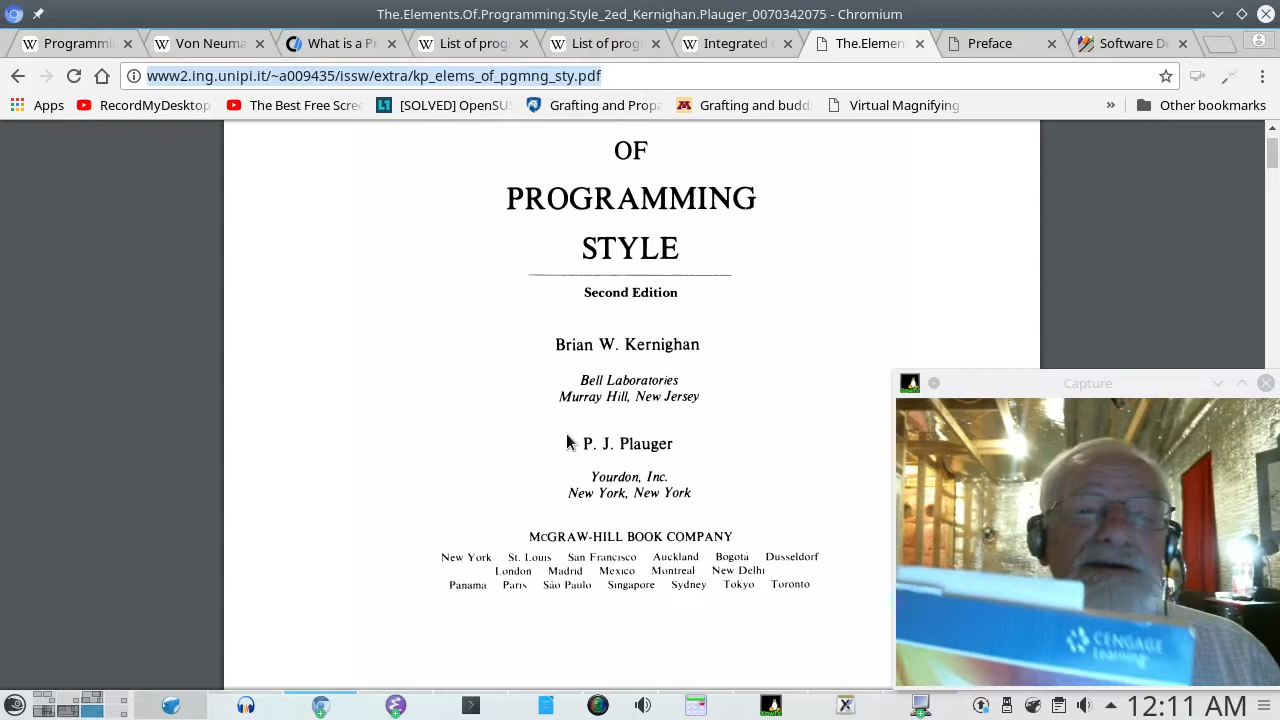 The.Elements.Of.Programming.Style_2ed_Kernighan.Plauger_0070342075 - Chromium
Programmi
Von Neuma
What is a Pr
List of prog
List of prog
Integrated
The.Elemen
Preface
Software De
www2.ing.unipi.it/~a009435/issw/extra/kp_elems_of_pgmng_sty.pdf
Apps
RecordMyDesktop
The Best Free Scre
[SOLVED] OpenSUS
Grafting and Propa
Grafting and buddi
Virtual Magnifying
»
Other bookmarks
OF
PROGRAMMING
STYLE
Second Edition
Brian W. Kernighan
Bell Laboratories
Murray Hill, New Jersey
P. J. Plauger
Yourdon, Inc.
New York, New York
McGRAW-HILL BOOK COMPANY
New York St. Louis San Francisco Auckland Bogotá Dusseldorf
London Madrid Mexico Montreal New Delhi
Panama Paris São Paulo Singapore Sydney Tokyo Toronto
Capture
CENGAGE
Learning
12:11 AM